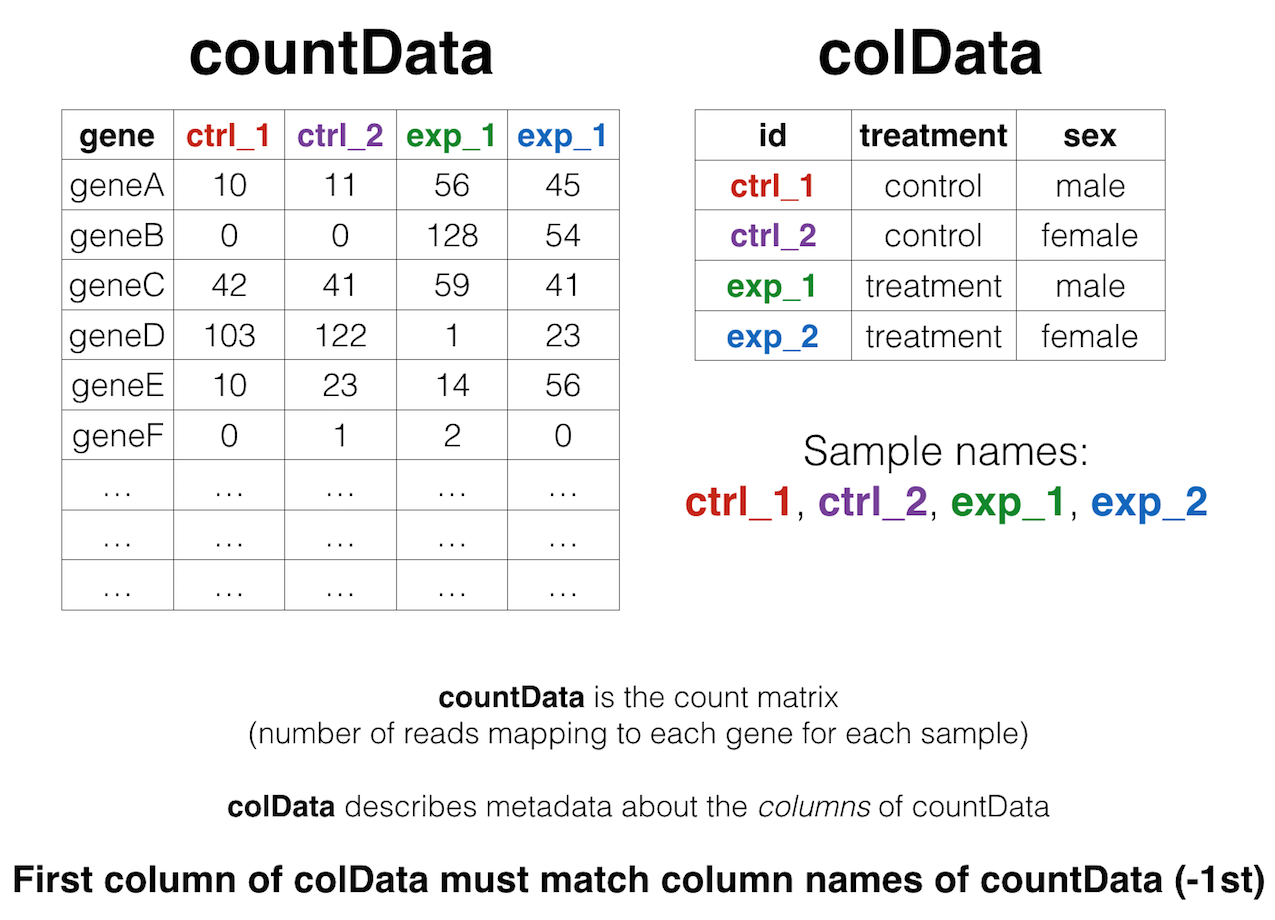 countData
gene ctrl_1 ctrl_2 exp_1 exp_1
geneA 10 11 56 45
geneB 0 0 128 54
geneC 42 41 59 41
geneD 103 122 1 23
geneE 10 23 14 56
geneF 0 1 2 0
... ... ... ... ...
... ... ... ... ...
... ... ... ... ...
colData
id treatment sex
ctrl_1 control male
ctrl_2 control female
exp_1 treatment male
exp_2 treatment female
Sample names:
ctrl_1, ctrl_2, exp_1, exp_2
countData is the count matrix
(number of reads mapping to each gene for each sample)
colData describes metadata about the columns of countData
First column of colData must match column names of countData (-1st)